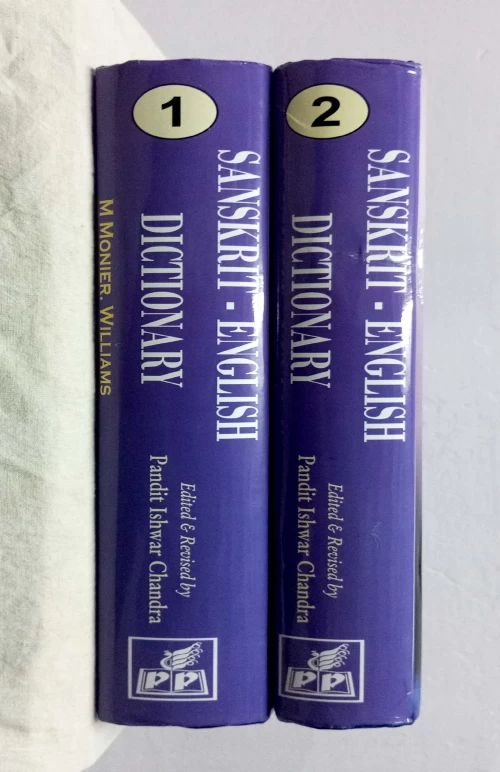 1
SANSKRIT - ENGLISH
DICTIONARY
M MONIER. WILLIAMS
Edited & Revised by
Pandit Ishwar Chandra
2
SANSKRIT - ENGLISH
DICTIONARY
Edited & Revised by
Pandit Ishwar Chandra